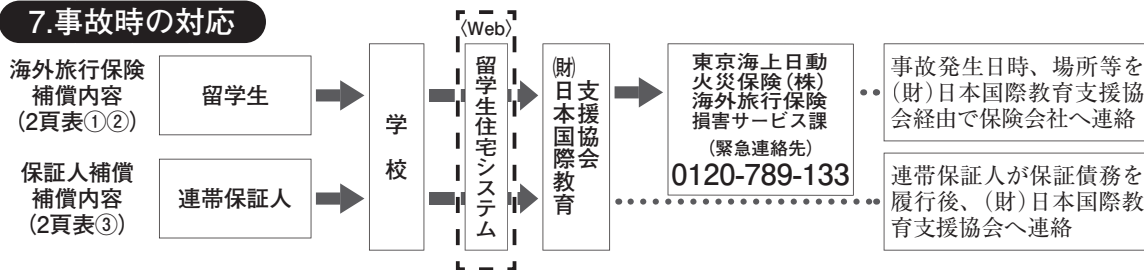 7.事故時の対応
海外旅行保険
補償内容
(2頁表①②)
留学生
保証人補償
補償内容
(2頁表③)
連帯保証人
学校
〈Web〉
留学生住宅システム
㈶日本国際教育
支援協会
東京海上日動
火災保険(株)
海外旅行保険
損害サービス課
(緊急連絡先)
0120-789-133
事故発生日時、場所等を
(財)日本国際教育支援協
会経由で保険会社へ連絡
連帯保証人が保証債務を
履行後、(財)日本国際教
育支援協会へ連絡